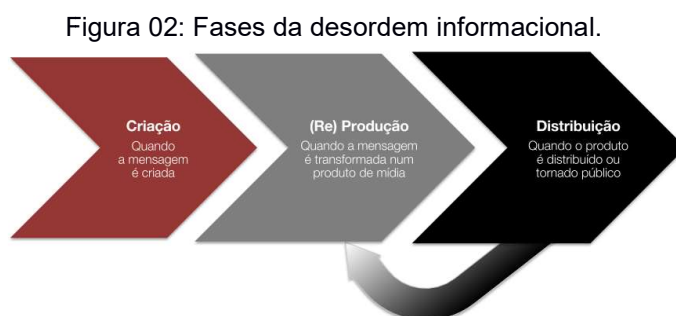 Figura 02: Fases da desordem informacional.
Criação
Quando
a mensagem
é criada
(Re) Produção
Quando a mensagem
é transformada num
produto de mídia
Distribuição
Quando o produto
é distribuído ou
tornado público